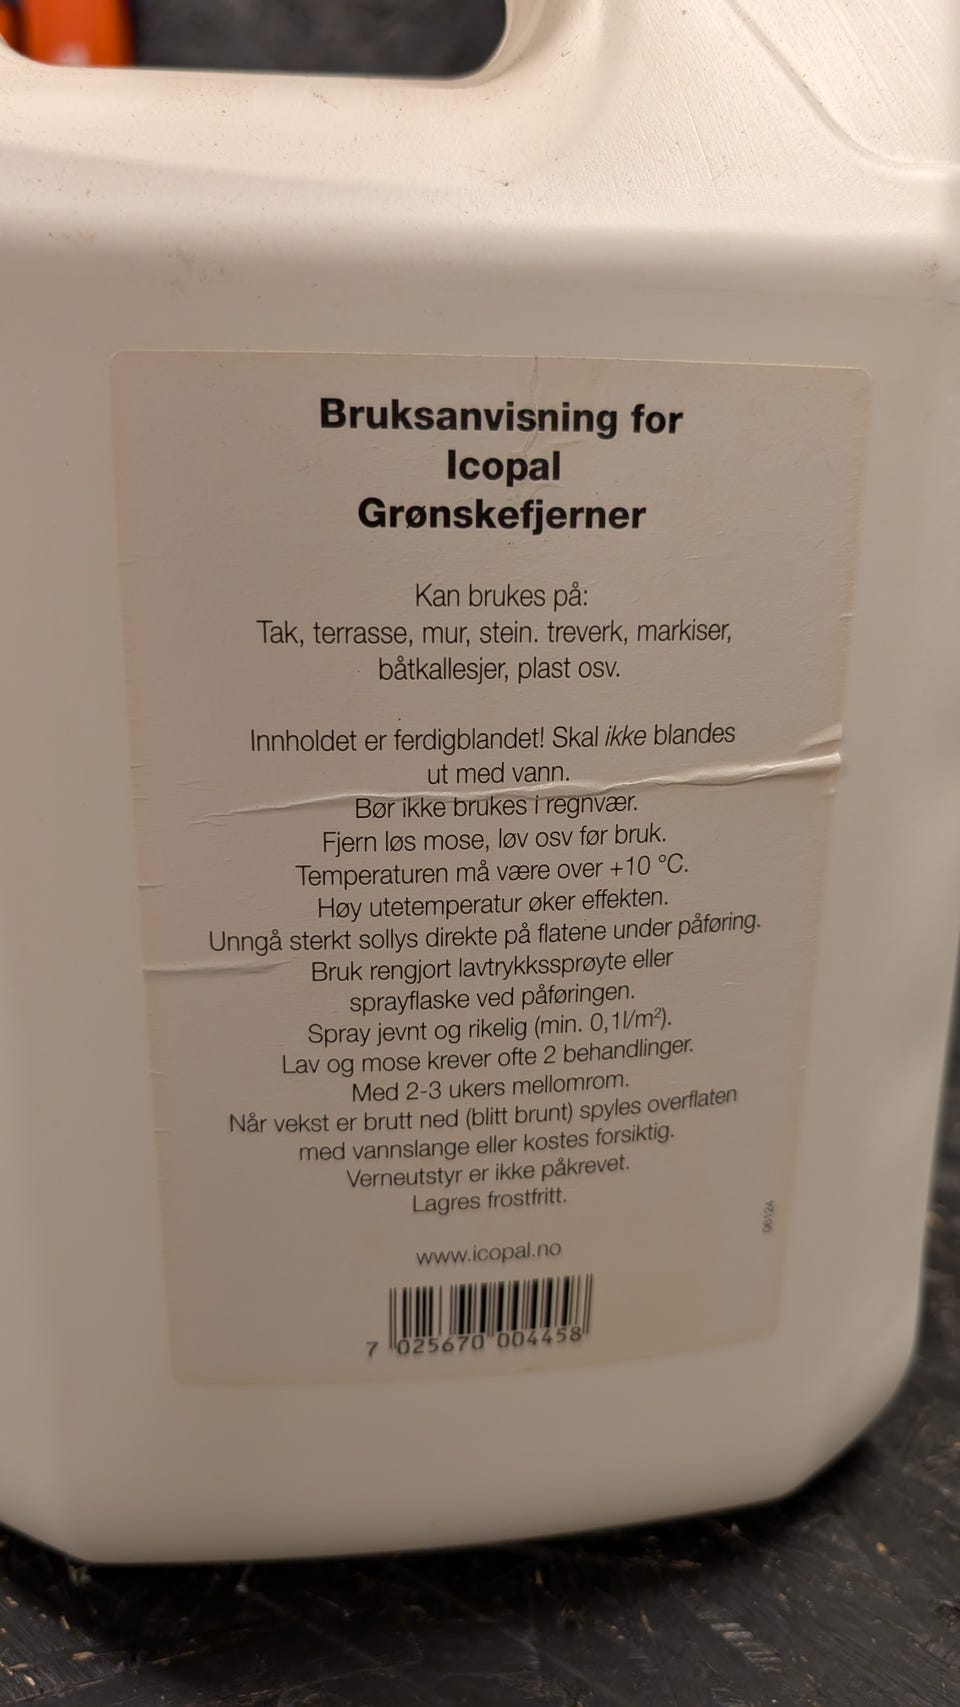 Bruksanvisning for
Icopal
Grønskefjerner
Kan brukes på:
Tak, terrasse, mur, stein. treverk, markiser,
båtkallesjer, plast osv.
Innholdet er ferdigblandet! Skal ikke blandes
ut med vann.
Bør ikke brukes i regnvær.
Fjern løs mose, løv osv før bruk.
Temperaturen må være over +10 °C.
Høy utetemperatur øker effekten.
Unngå sterkt sollys direkte på flatene under påføring.
Bruk rengjort lavtrykkssprøyte eller
sprayflaske ved påføringen.
Spray jevnt og rikelig (min. 0,1l/m²).
Lav og mose krever ofte 2 behandlinger.
Med 2-3 ukers mellomrom.
Når vekst er brutt ned (blitt brunt) spyles overflaten
med vannslange eller kostes forsiktig.
Verneutstyr er ikke påkrevet.
Lagres frostfritt.
www.icopal.no
7 025670 004458